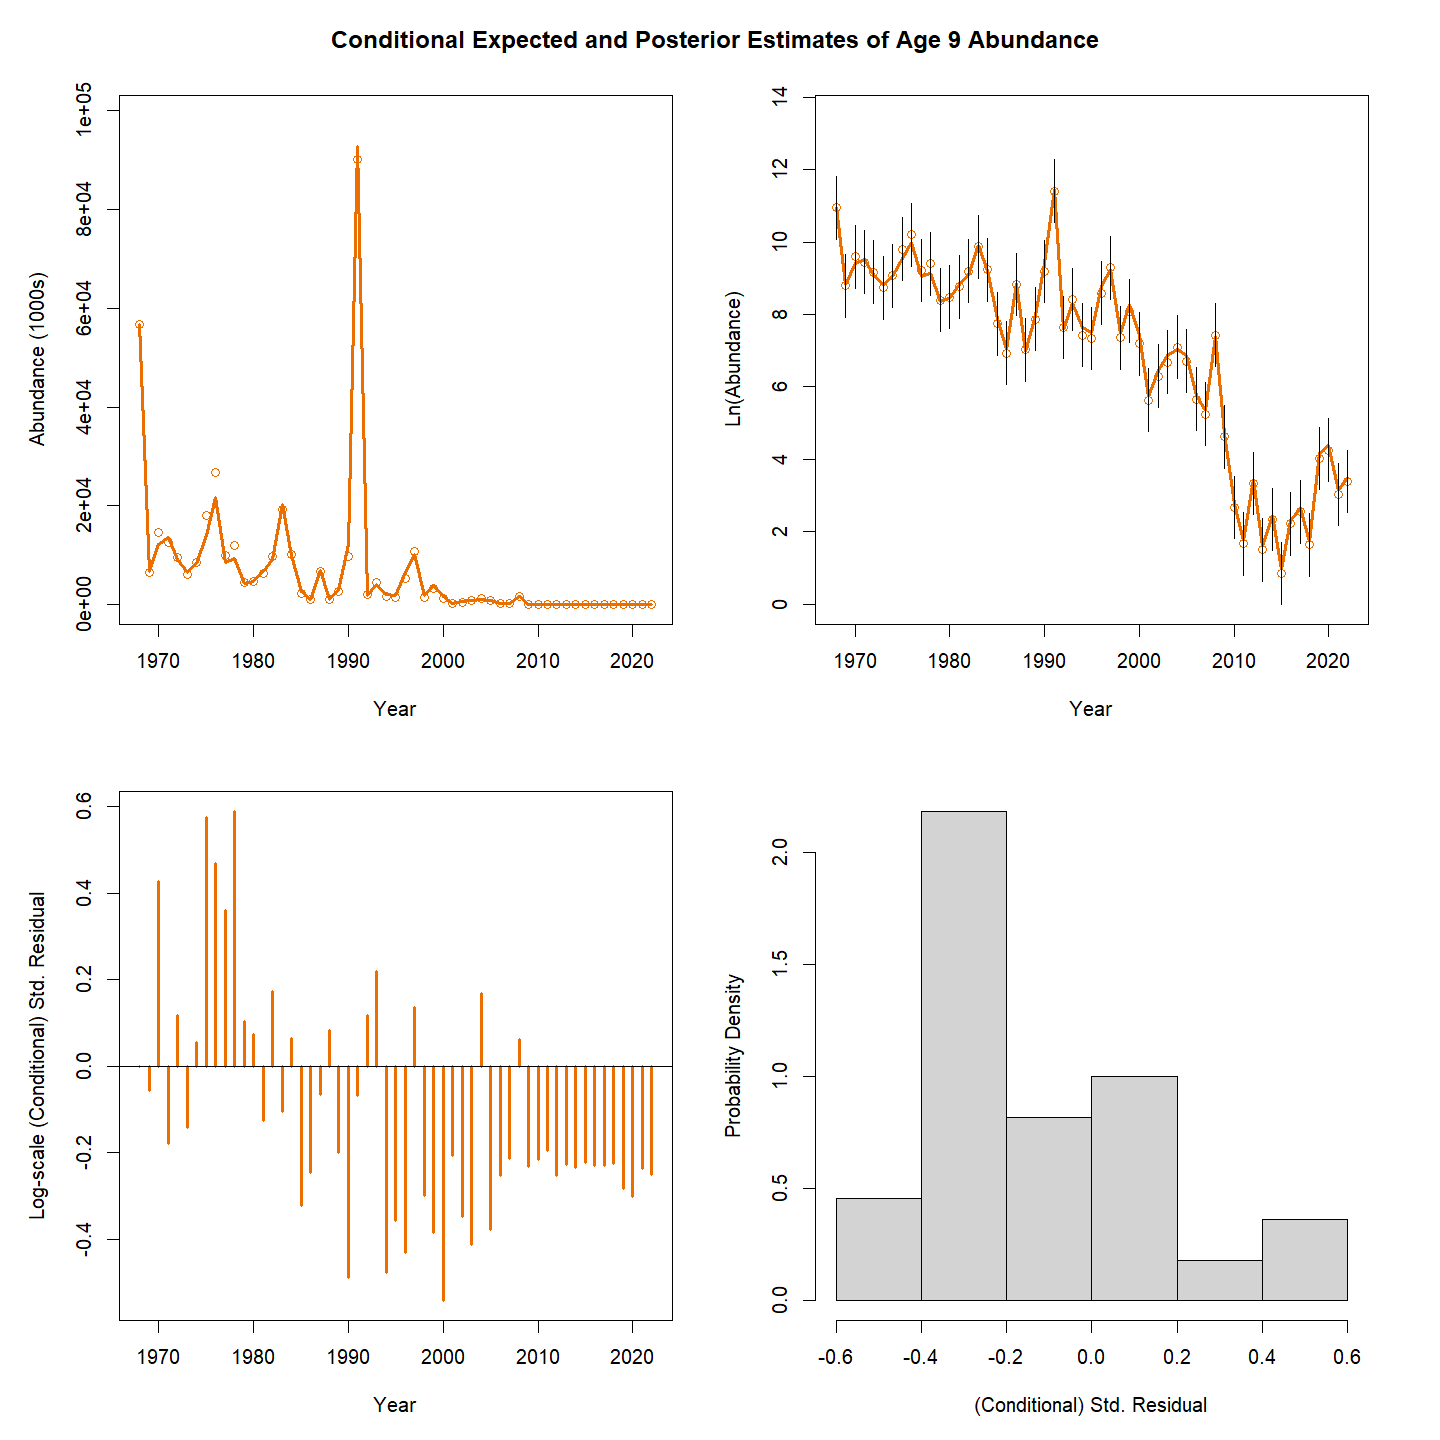 Conditional Expected and Posterior Estimates of Age 9 Abundance
Abundance (1000s)
0e+00 2e+04 4e+04 6e+04 8e+04 1e+05
1970 1980 1990 2000 2010 2020
Year
Ln(Abundance)
0 2 4 6 8 10 12 14
1970 1980 1990 2000 2010 2020
Year
Log-scale (Conditional) Std. Residual
-0.4 -0.2 0.0 0.2 0.4 0.6
1970 1980 1990 2000 2010 2020
Year
Probability Density
0.0 0.5 1.0 1.5 2.0
-0.6 -0.4 -0.2 0.0 0.2 0.4 0.6
(Conditional) Std. Residual